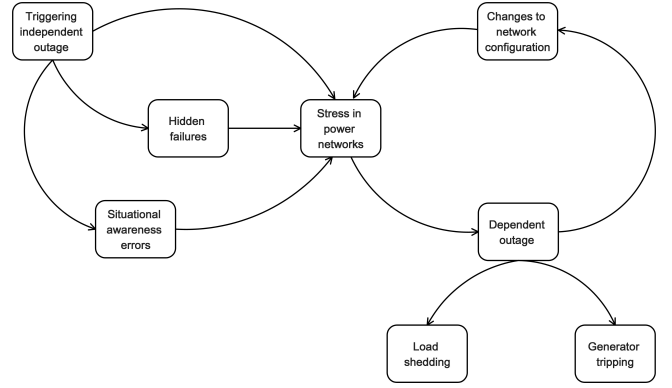 Triggering
independent
outage
Changes to
network
configuration
Hidden
failures
Stress in
power
networks
Situational
awareness
errors
Dependent
outage
Load
shedding
Generator
tripping